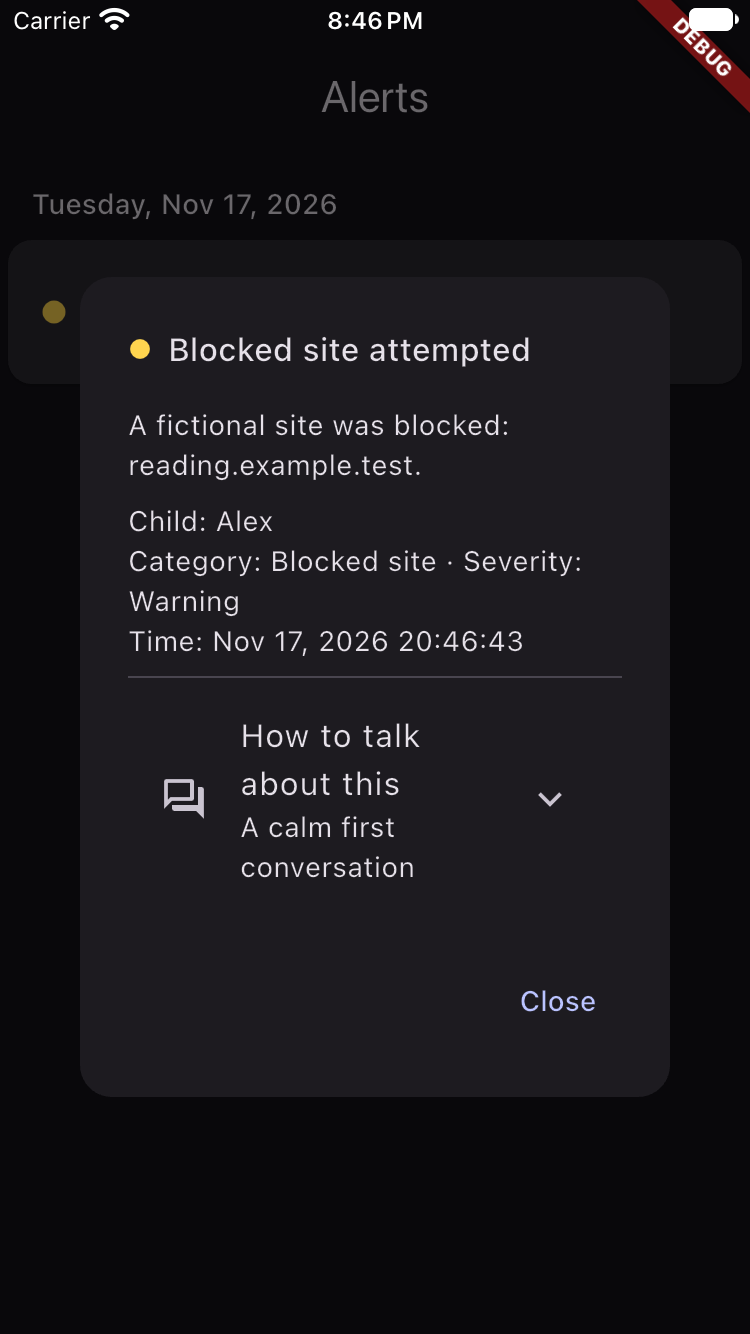 Carrier 8:46 PM
DEBUG
Alerts
Tuesday, Nov 17, 2026
Blocked site attempted
A fictional site was blocked:
reading.example.test.
Child: Alex
Category: Blocked site · Severity:
Warning
Time: Nov 17, 2026 20:46:43
How to talk
about this
A calm first
conversation
Close